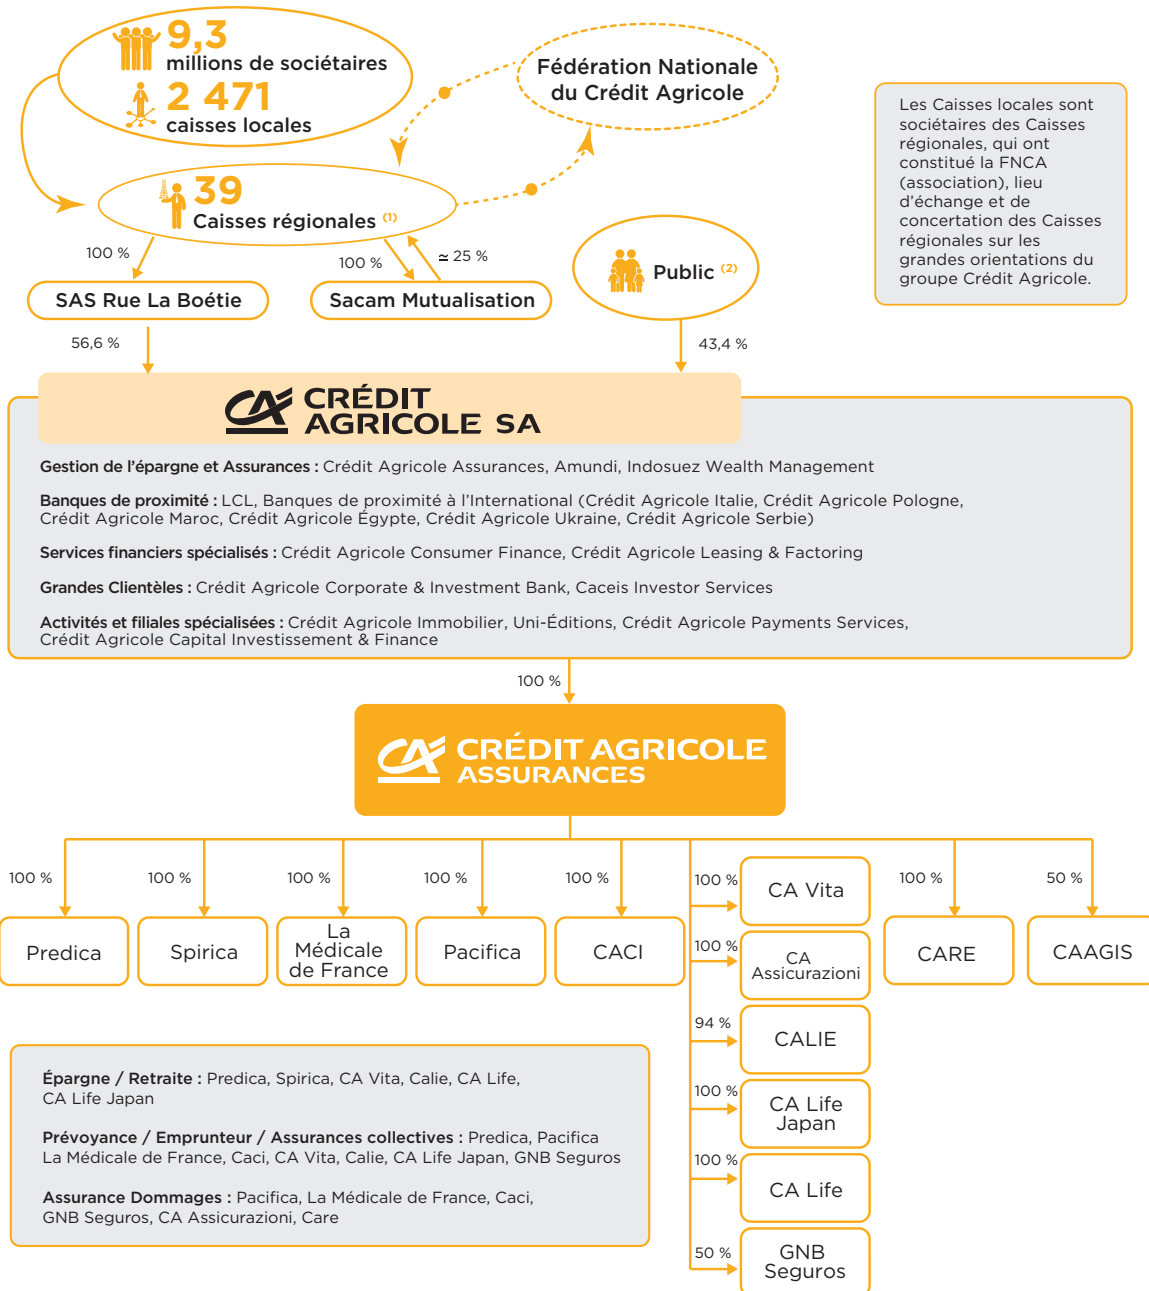 9,3
millions de sociétaires
2 471
caisses locales
Fédération Nationale
du Crédit Agricole
Les Caisses locales sont
sociétaires des Caisses
régionales, qui ont
constitué la FNCA
(association), lieu
d'échange et de
concertation des Caisses
régionales sur les
grandes orientations du
groupe Crédit Agricole.
39
Caisses régionales (1)
100 %
100 %
≃ 25 %
Public (2)
SAS Rue La Boétie
Sacam Mutualisation
56,6 %
43,4 %
CA CRÉDIT
AGRICOLE SA
Gestion de l'épargne et Assurances : Crédit Agricole Assurances, Amundi, Indosuez Wealth Management
Banques de proximité : LCL, Banques de proximité à l'International (Crédit Agricole Italie, Crédit Agricole Pologne,
Crédit Agricole Maroc, Crédit Agricole Égypte, Crédit Agricole Ukraine, Crédit Agricole Serbie)
Services financiers spécialisés : Crédit Agricole Consumer Finance, Crédit Agricole Leasing & Factoring
Grandes Clientèles : Crédit Agricole Corporate & Investment Bank, Caceis Investor Services
Activités et filiales spécialisées : Crédit Agricole Immobilier, Uni-Éditions, Crédit Agricole Payments Services,
Crédit Agricole Capital Investissement & Finance
100 %
CA CRÉDIT AGRICOLE
ASSURANCES
100 %
Predica
100 %
Spirica
100 %
La
Médicale
de France
100 %
Pacifica
100 %
CACI
100 %
CA Vita
100 %
CA
Assicurazioni
94 %
CALIE
100 %
CA Life
Japan
100 %
CA Life
50 %
GNB
Seguros
100 %
CARE
50 %
CAAGIS
Épargne / Retraite : Predica, Spirica, CA Vita, Calie, CA Life,
CA Life Japan
Prévoyance / Emprunteur / Assurances collectives : Predica, Pacifica
La Médicale de France, Caci, CA Vita, Calie, CA Life Japan, GNB Seguros
Assurance Dommages : Pacifica, La Médicale de France, Caci,
GNB Seguros, CA Assicurazioni, Care